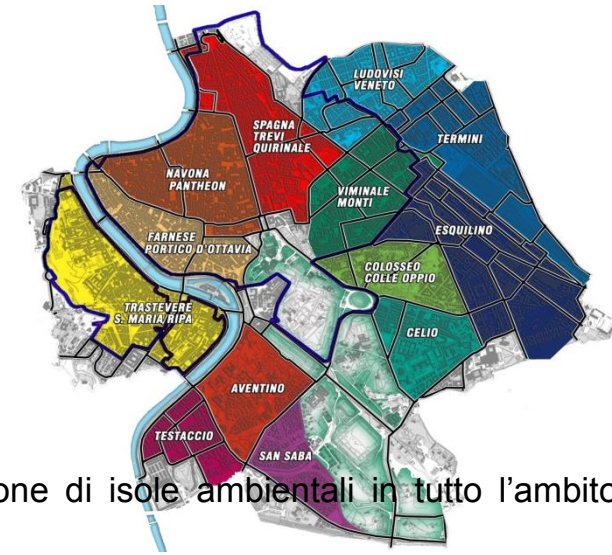 LUDOVISI
VENETO
SPAGNA
TREVI
QUIRINALE
TERMINI
NAVONA
PANTHEON
VIMINALE
MONTI
ESQUILINO
FARNESE
PORTICO D'OTTAVIA
COLOSSEO
COLLE OPPIO
TRASTEVERE
S. MARIA/RIPA
CELIO
AVENTINO
TESTACCIO
SAN SABA
one di isole ambientali in tutto l’ambito